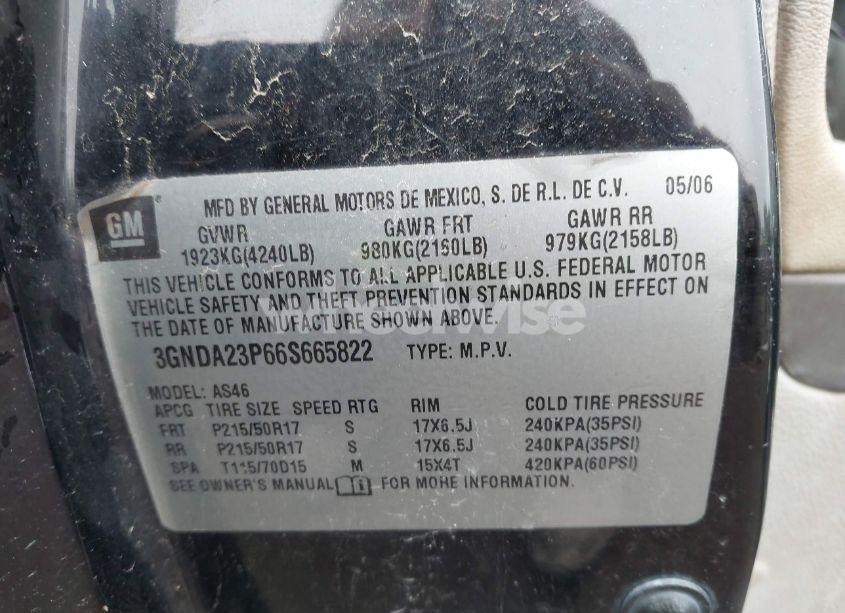 MFD BY GENERAL MOTORS DE MEXICO, S. DE R.L. DE C.V. 05/06
GM
GVWR GAWR FRT GAWR RR
1923KG(4240LB) 980KG(2160LB) 979KG(2158LB)
THIS VEHICLE CONFORMS TO ALL APPLICABLE U.S. FEDERAL MOTOR
VEHICLE SAFETY AND THEFT PREVENTION STANDARDS IN EFFECT ON
THE DATE OF MANUFACTURE SHOWN ABOVE.
3GNDA23P66S665822 TYPE: M.P.V.
MODEL: AS46
APCG TIRE SIZE SPEED RTG RIM COLD TIRE PRESSURE
FRT P215/50R17 S 17X6.5J 240KPA(35PSI)
RR P215/50R17 S 17X6.5J 240KPA(35PSI)
SPA T115/70D15 M 15X4T 420KPA(60PSI)
SEE OWNER'S MANUAL FOR MORE INFORMATION.